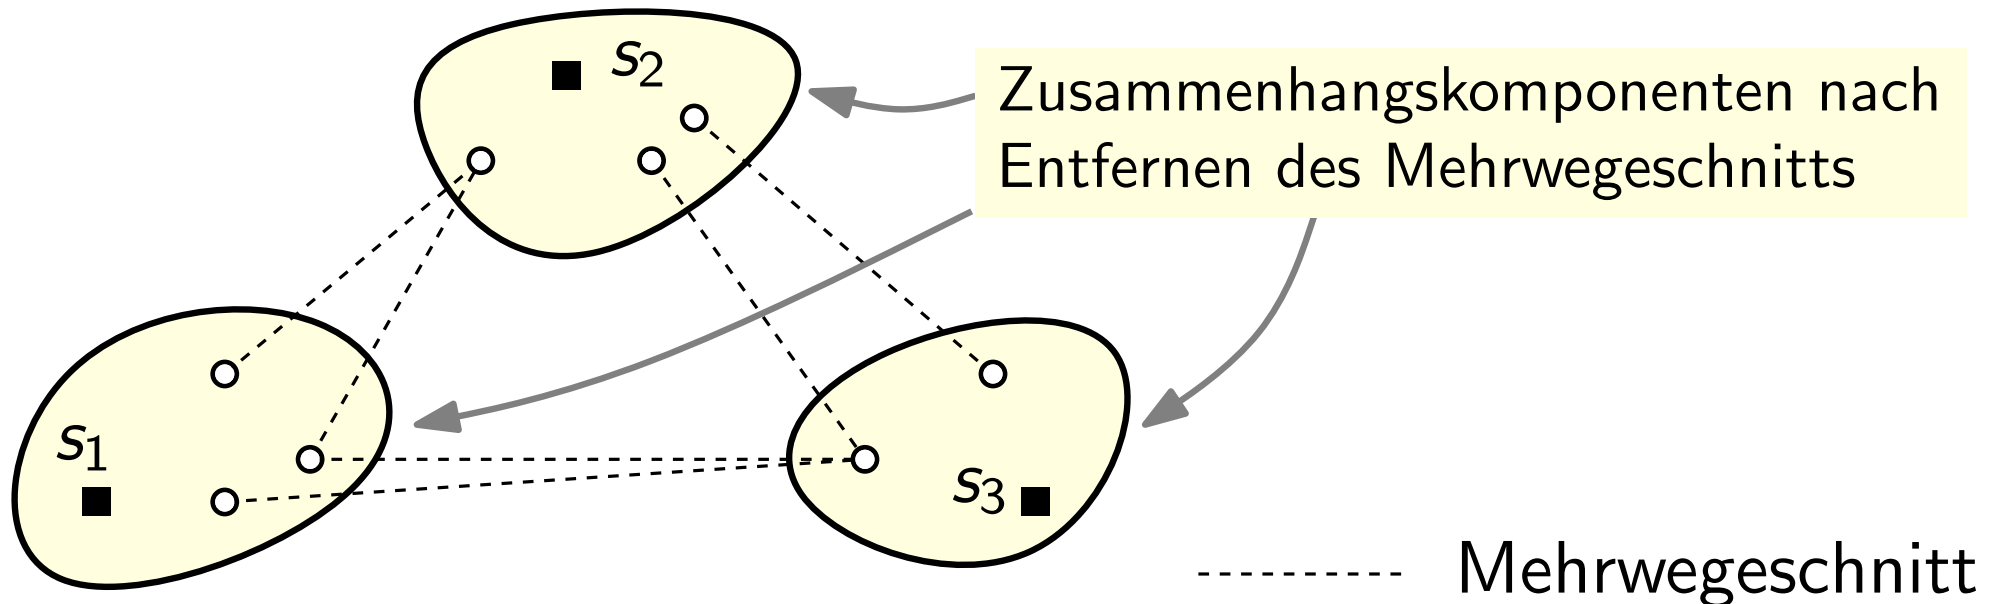 s2
Zusammenhangskomponenten nach
Entfernen des Mehrwegeschnitts
s1
s3
Mehrwegeschnitt